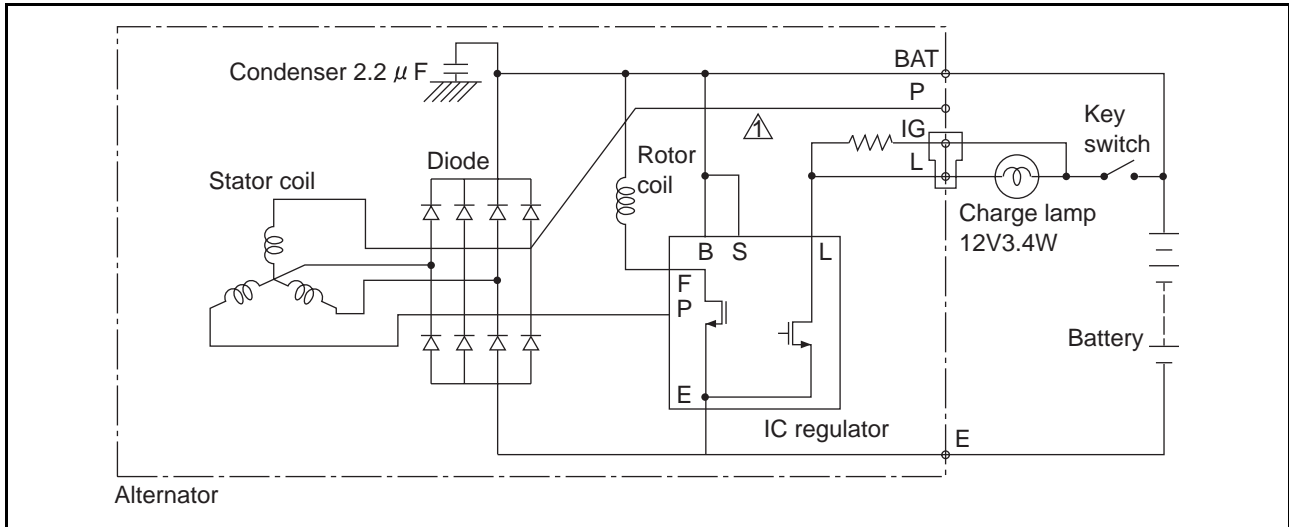 Condenser 2.2 μ F
BAT
P
IG
L
Key
switch
1
Diode
Rotor
coil
Stator coil
Charge lamp
12V3.4W
B S L
F
P
E
IC regulator
Battery
E
Alternator